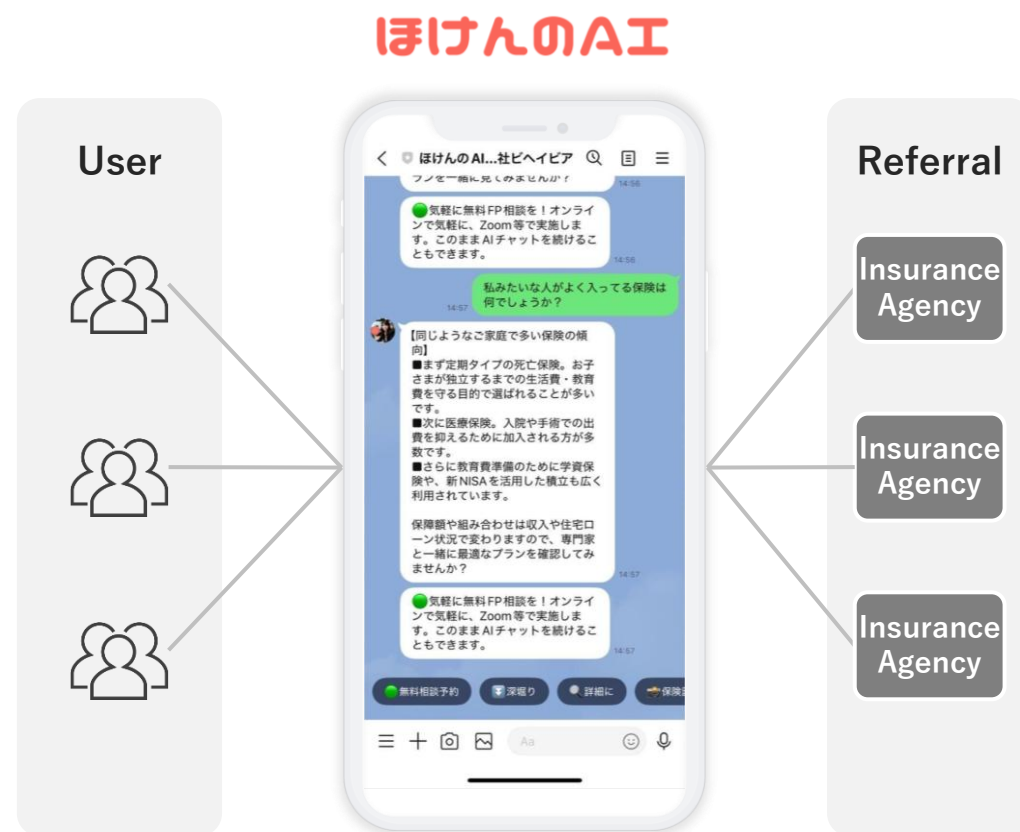 ほけんのAI
User
Referral
ほけんのAI...社ビヘイビア
ランを一緒に見てみませんか？
14:56
🟢気軽に無料FP相談を！オンライ
ンで気軽に、Zoom等で実施しま
す。このままAIチャットを続けるこ
ともできます。
14:56
私みたいな人がよく入ってる保険は
何でしょうか？
14:57
【同じようなご家庭で多い保険の傾
向】
■まず定期タイプの死亡保険。お子
さまが独立するまでの生活費・教育
費を守る目的で選ばれることが多い
です。
■次に医療保険。入院や手術での出
費を抑えるために加入される方が多
数です。
■さらに教育費準備のために学資保
険や、新NISAを活用した積立も広く
利用されています。
保障額や組み合わせは収入や住宅ロ
ーン状況で変わりますので、専門家
と一緒に最適なプランを確認してみ
ませんか？
14:57
🟢気軽に無料FP相談を！オンライ
ンで気軽に、Zoom等で実施しま
す。このままAIチャットを続けるこ
ともできます。
14:57
無料相談予約
深堀り
詳細に
保険
Aa
Insurance
Agency
Insurance
Agency
Insurance
Agency